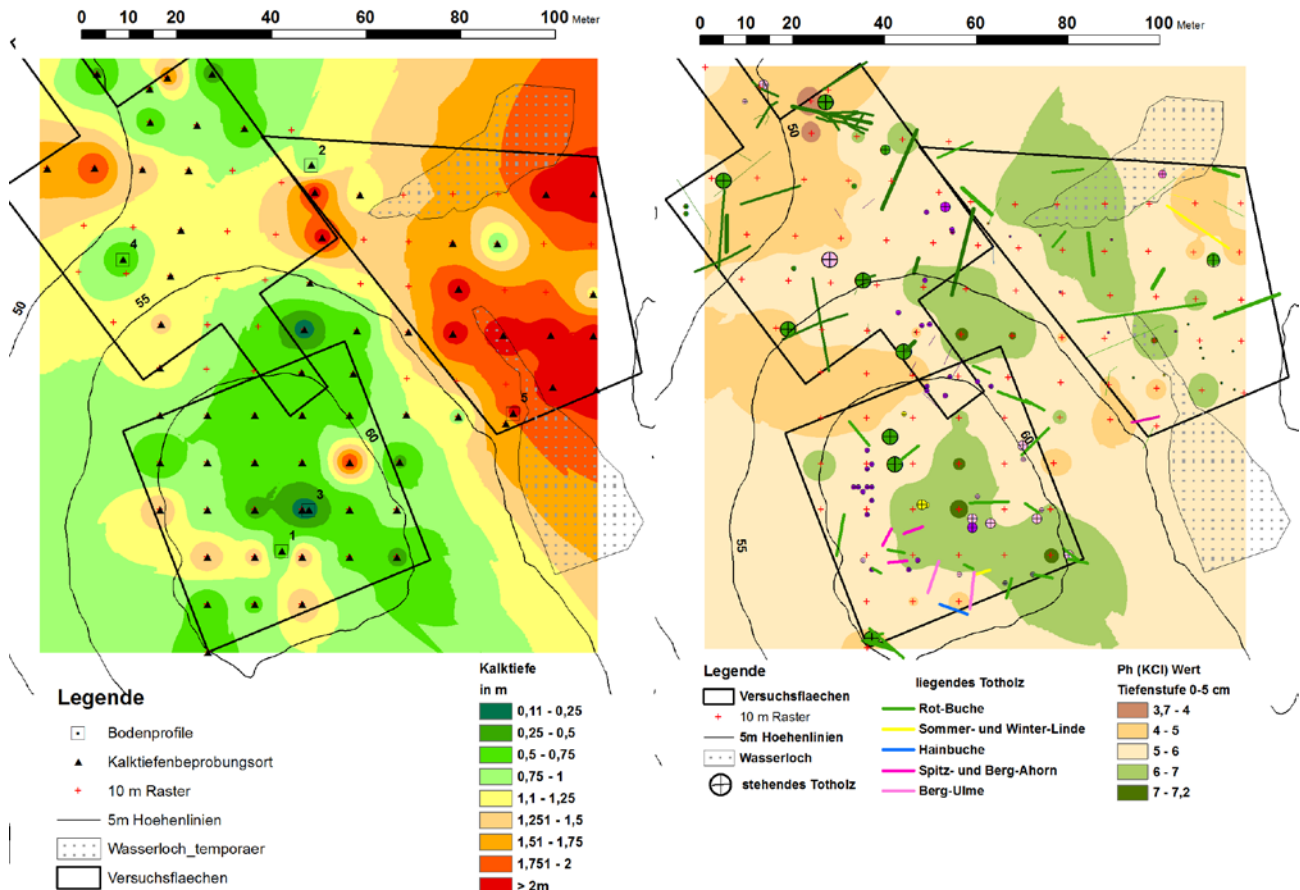 0 10 20 40 60 80 100 Meter
2
4
50
55
60
5
3
1
Legende
Bodenprofile
Kalktiefenbeprobungsort
10 m Raster
5m Hoehenlinien
Wasserloch_temporaer
Versuchsflaechen
Kalktiefe
in m
0,11 - 0,25
0,25 - 0,5
0,5 - 0,75
0,75 - 1
1,1 - 1,25
1,251 - 1,5
1,51 - 1,75
1,751 - 2
> 2m
0 10 20 40 60 80 100 Meter
50
60
55
Legende
Versuchsflaechen
10 m Raster
5m Hoehenlinien
Wasserloch
stehendes Totholz
liegendes Totholz
Rot-Buche
Sommer- und Winter-Linde
Hainbuche
Spitz- und Berg-Ahorn
Berg-Ulme
Ph (KCl) Wert
Tiefenstufe 0-5 cm
3,7 - 4
4 - 5
5 - 6
6 - 7
7 - 7,2